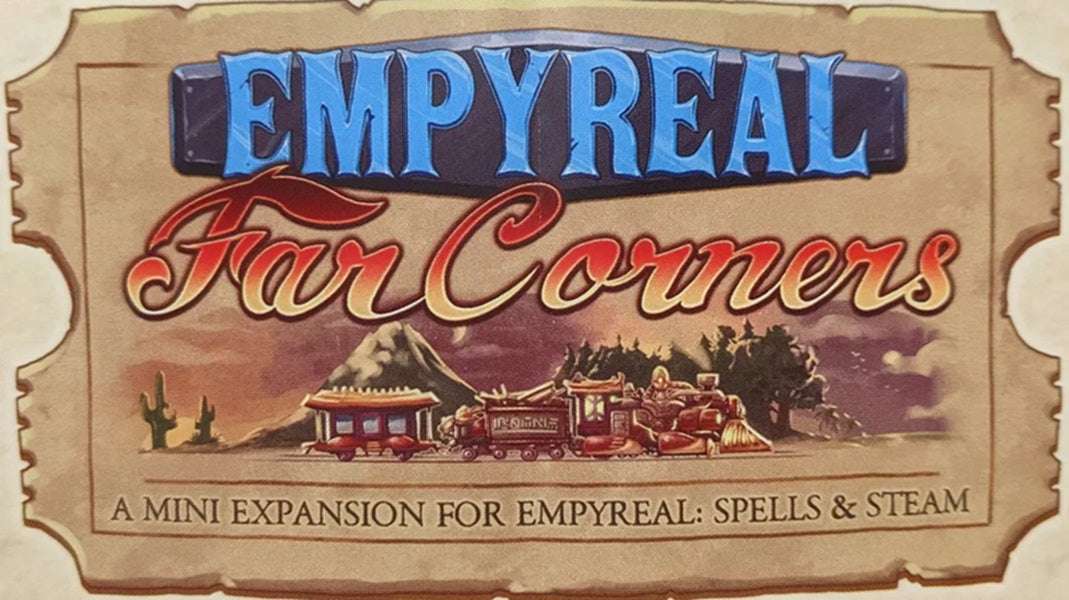 EMPYREAL
Far Corners
A MINI EXPANSION FOR EMPYREAL: SPELLS & STEAM